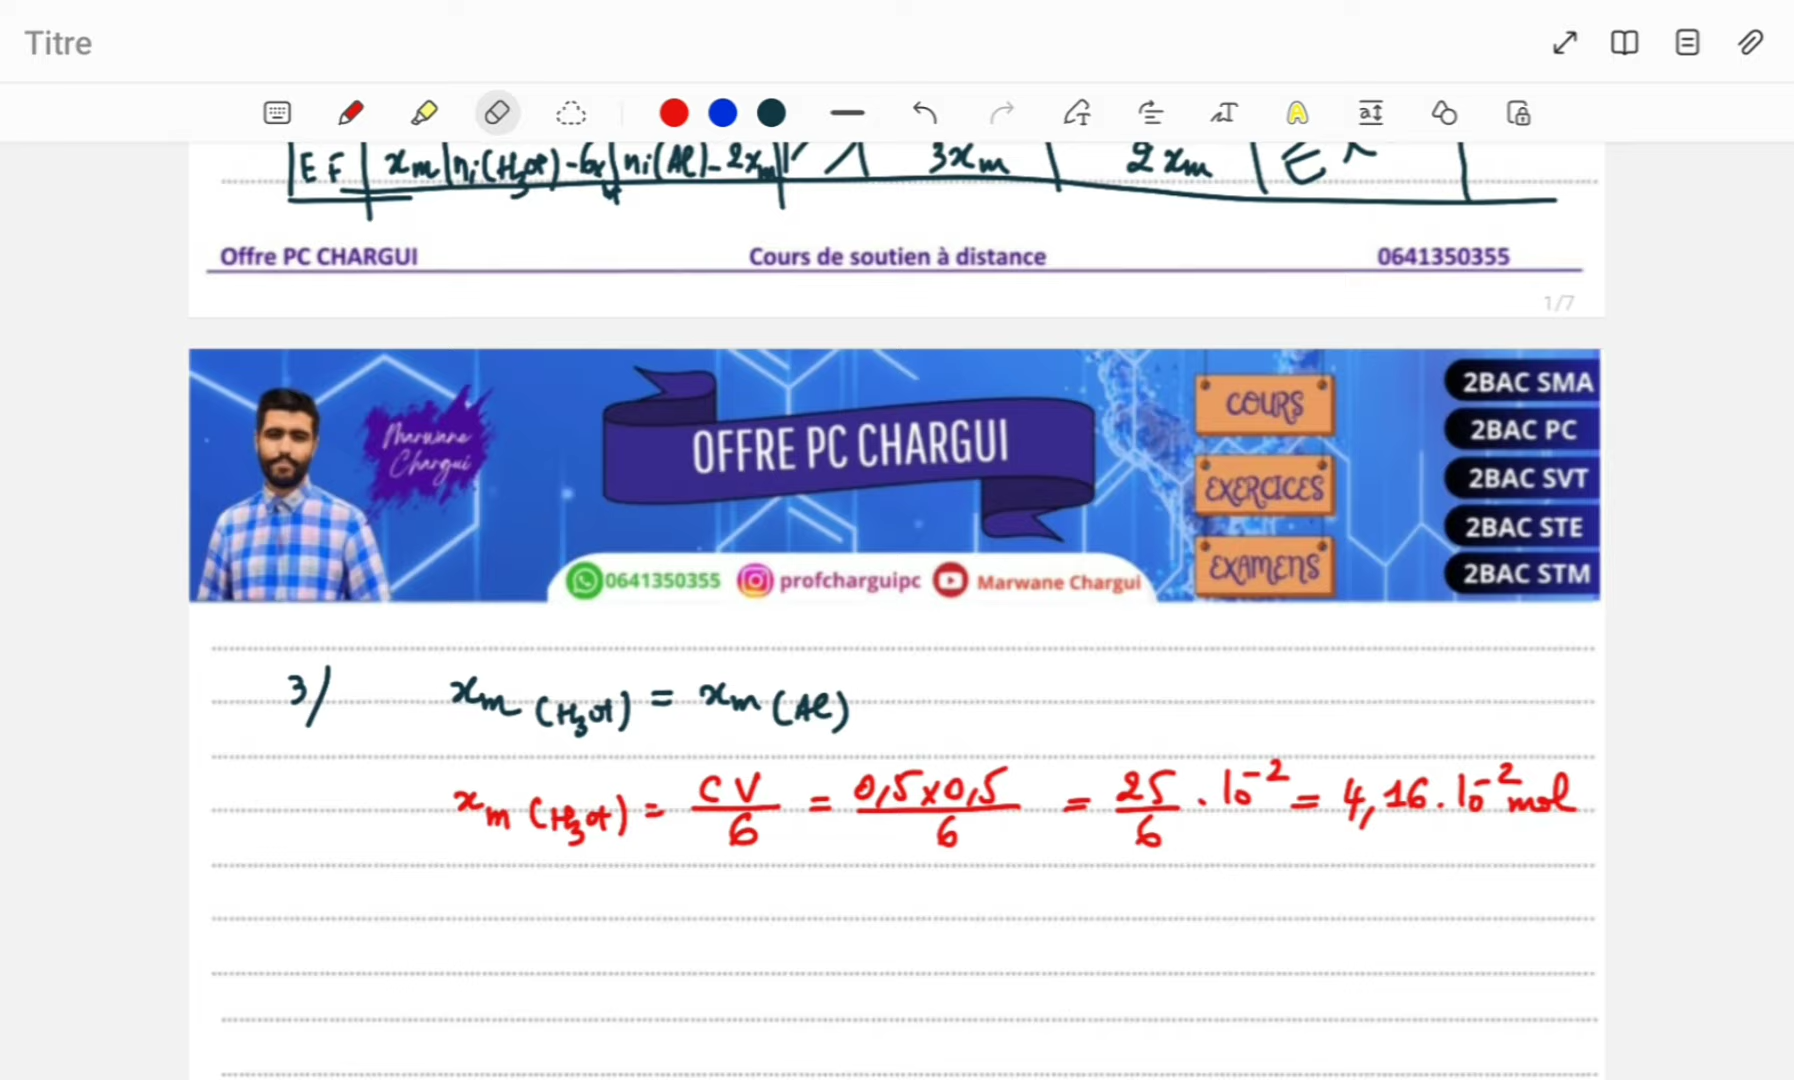 Titre
E F | xm | ni(H3O+) - 6xm | ni(Al) - 2xm | 3xm | 2xm
Offre PC CHARGUI Cours de soutien à distance 0641350355
1/7
Marwane Chargui
OFFRE PC CHARGUI
COURS
EXERCICES
EXAMENS
2BAC SMA
2BAC PC
2BAC SVT
2BAC STE
2BAC STM
0641350355 profcharguipc Marwane Chargui
3/ xm (H3O+) = xm (Al)
xm (H3O+) = CV/6 = 0,5×0,5/6 = 25/6 . 10^-2 = 4,16 . 10^-2 mol